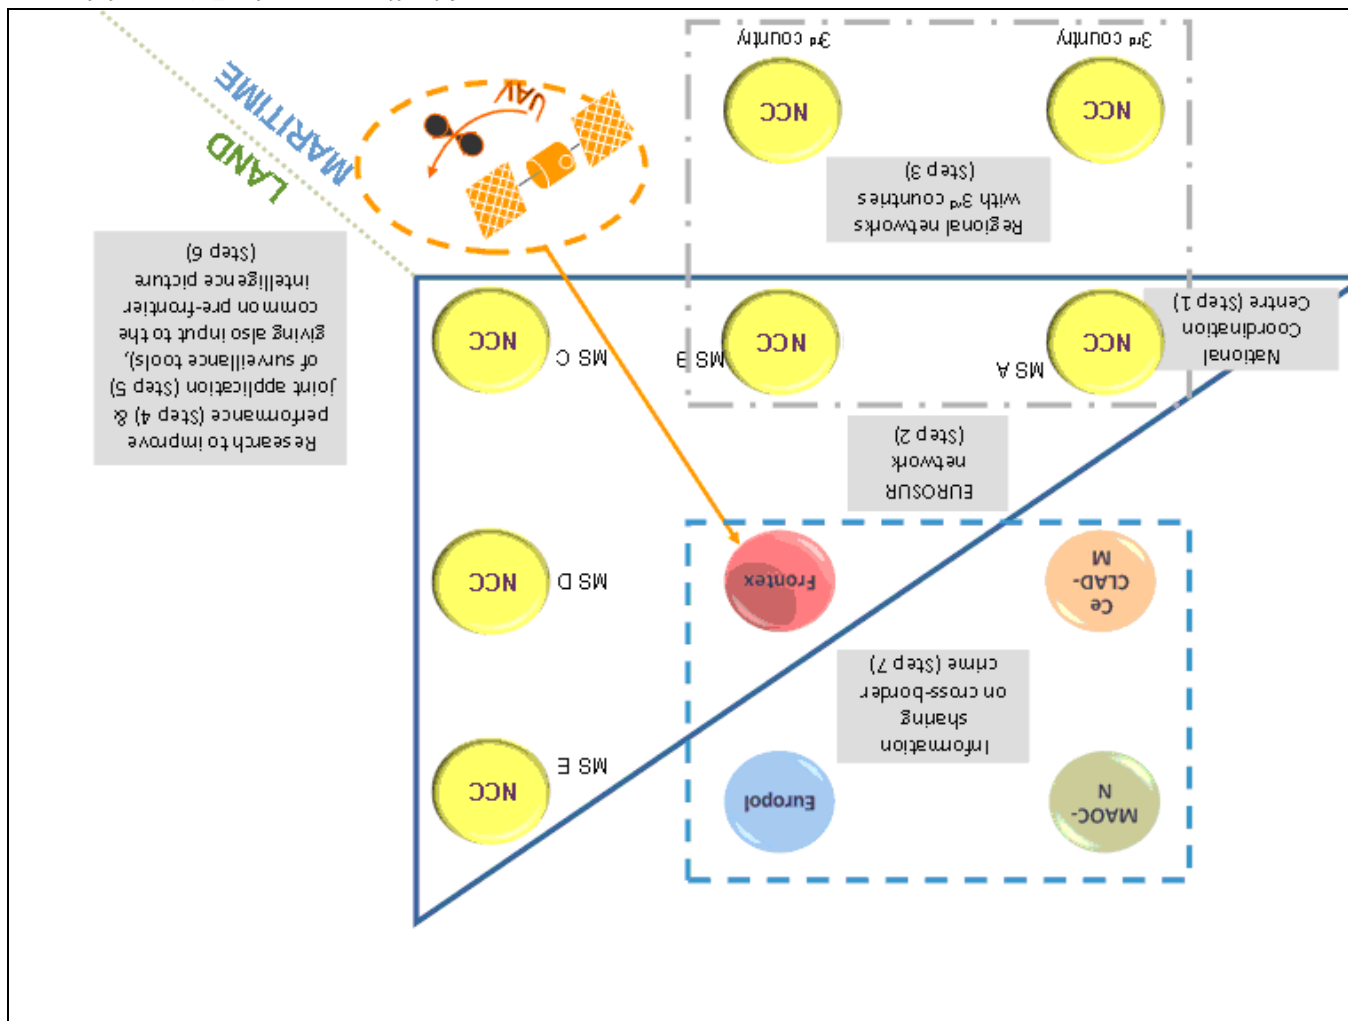 MAOC-
N
Europol
Information
sharing
on cross-border
crime (Step 7)
MS E
NCC
Ce
CLAD-
M
Frontex
MS D
NCC
EUROSUR
network
(Step 2)
National
Coordination
Centre (Step 1)
NCC
MS A
NCC
MS B
MS C
NCC
Research to improve
performance (Step 4) &
joint application (Step 5)
of surveillance tools),
giving also input to the
common pre-frontier
intelligence picture
(Step 6)
Regional networks
with 3rd countries
(Step 3)
NCC
3rd country
NCC
3rd country
UAV
LAND
MARITIME